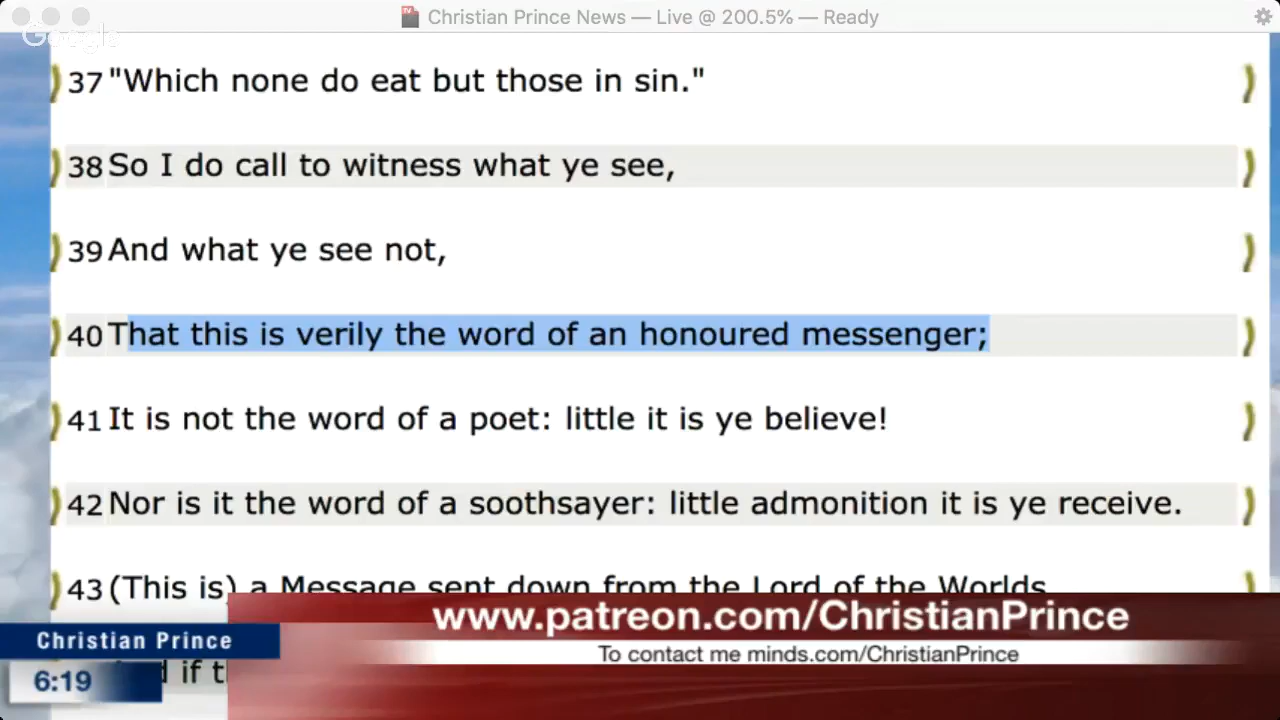 Christian Prince News — Live @ 200.5% — Ready
Google
37 "Which none do eat but those in sin."
38 So I do call to witness what ye see,
39 And what ye see not,
40 That this is verily the word of an honoured messenger;
41 It is not the word of a poet: little it is ye believe!
42 Nor is it the word of a soothsayer: little admonition it is ye receive.
43 (This is) a Message sent down from the Lord of the Worlds
www.patreon.com/ChristianPrince
Christian Prince
To contact me minds.com/ChristianPrince
if
6:19